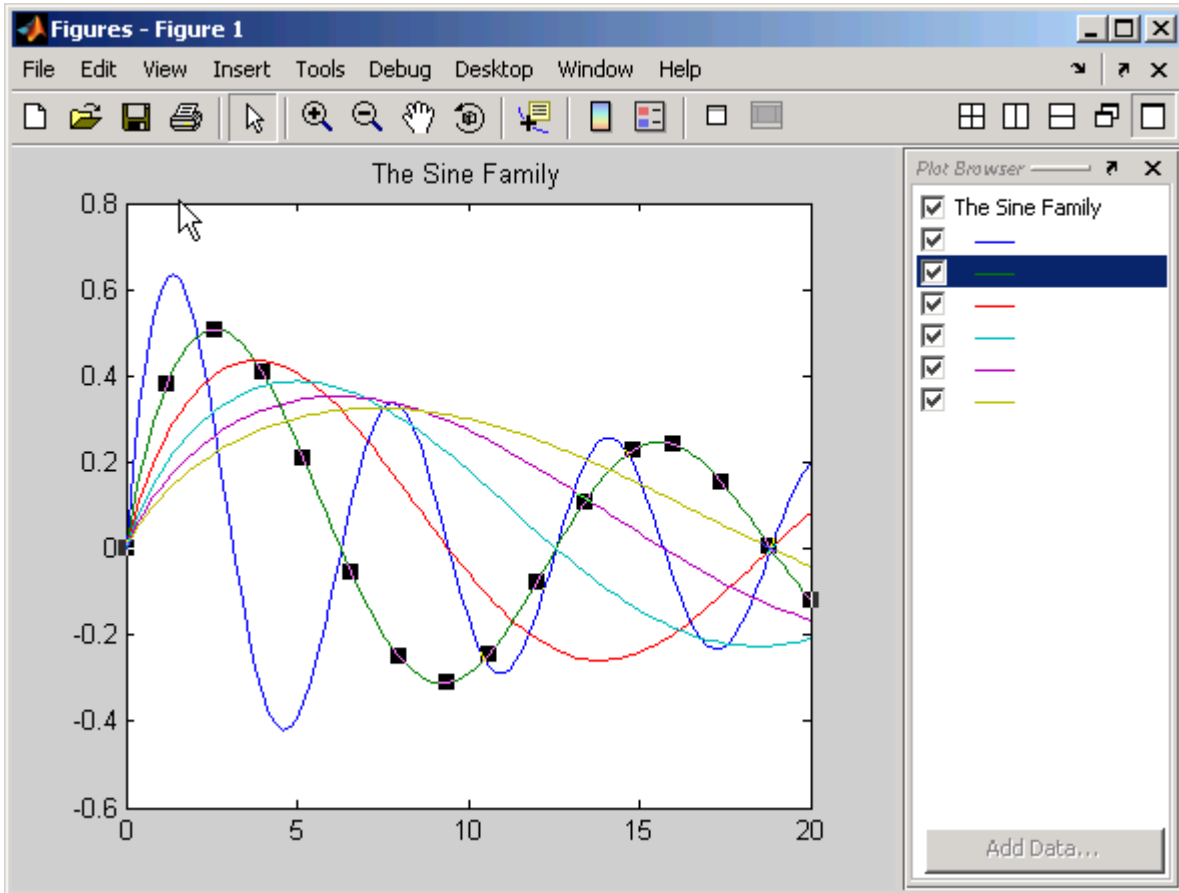 Figures - Figure 1
File Edit View Insert Tools Debug Desktop Window Help
The Sine Family
0.8
0.6
0.4
0.2
0
-0.2
-0.4
-0.6
0 5 10 15 20
Plot Browser
The Sine Family
Add Data...